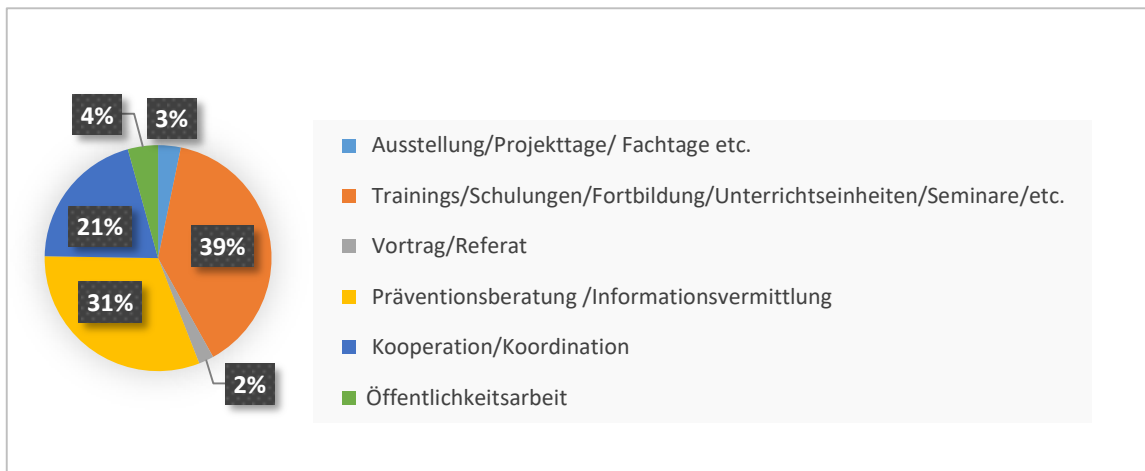 4%
3%
21%
39%
31%
2%
Ausstellung/Projekttage/ Fachtage etc.
Trainings/Schulungen/Fortbildung/Unterrichtseinheiten/Seminare/etc.
Vortrag/Referat
Präventionsberatung /Informationsvermittlung
Kooperation/Koordination
Öffentlichkeitsarbeit